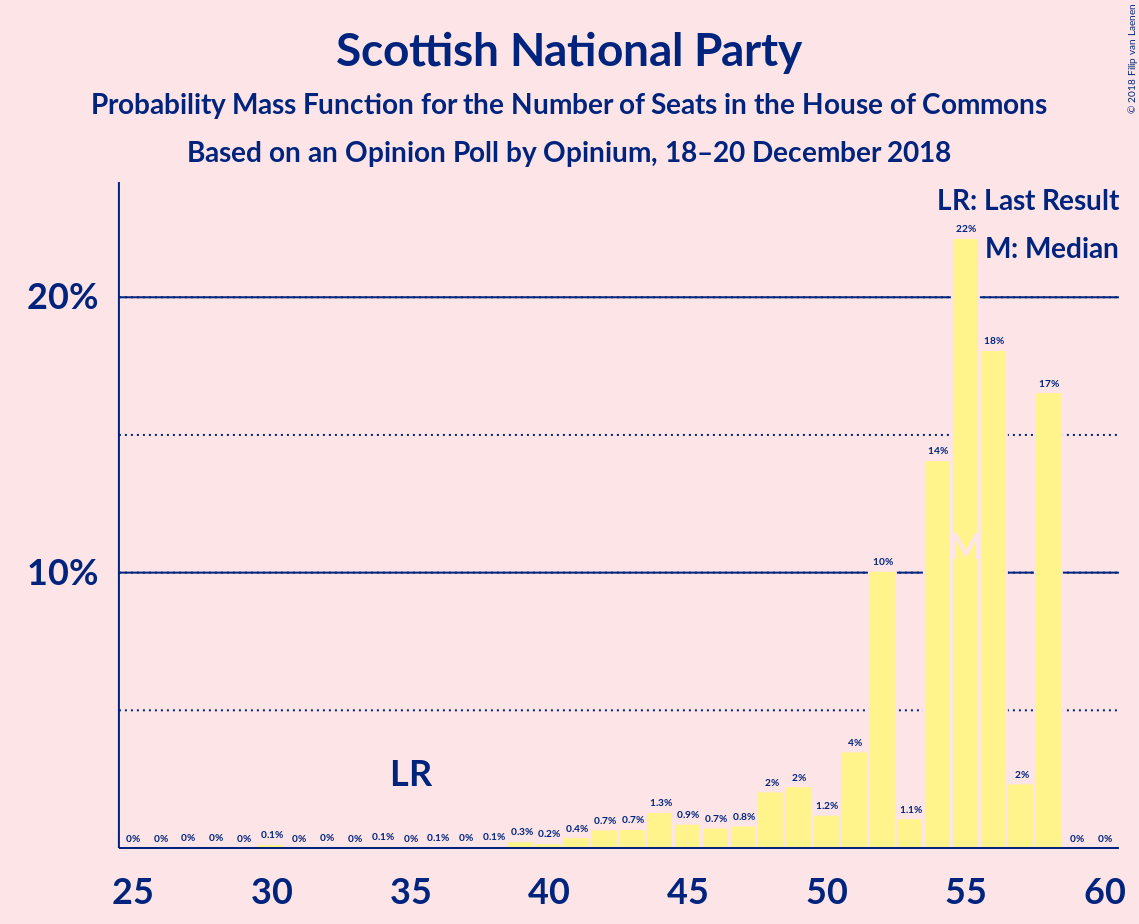 © 2018 Filip van Laenen
Scottish National Party
Probability Mass Function for the Number of Seats in the House of Commons
Based on an Opinion Poll by Opinium, 18–20 December 2018
LR: Last Result
M: Median
20%
10%
0% 0% 0% 0% 0% 0.1% 0% 0% 0% 0.1% 0% 0.1% 0% 0.1% 0.3% 0.2% 0.4% 0.7% 0.7% 1.3% 0.9% 0.7% 0.8% 2% 2% 1.2% 4% 10% 1.1% 14% 22% 18% 2% 17% 0% 0%
M
LR
25 30 35 40 45 50 55 60